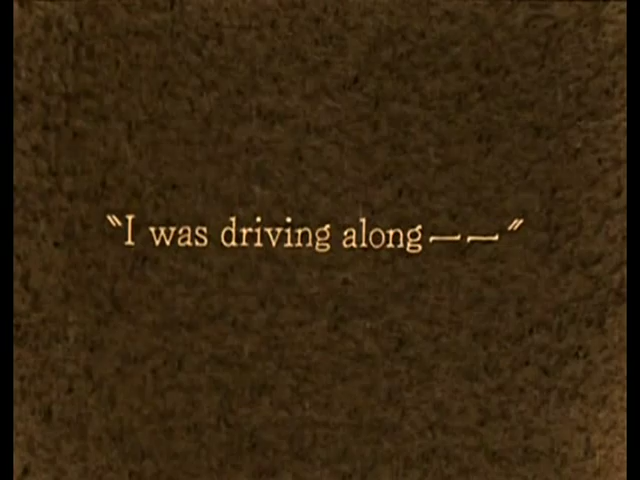 "I was driving along — — "